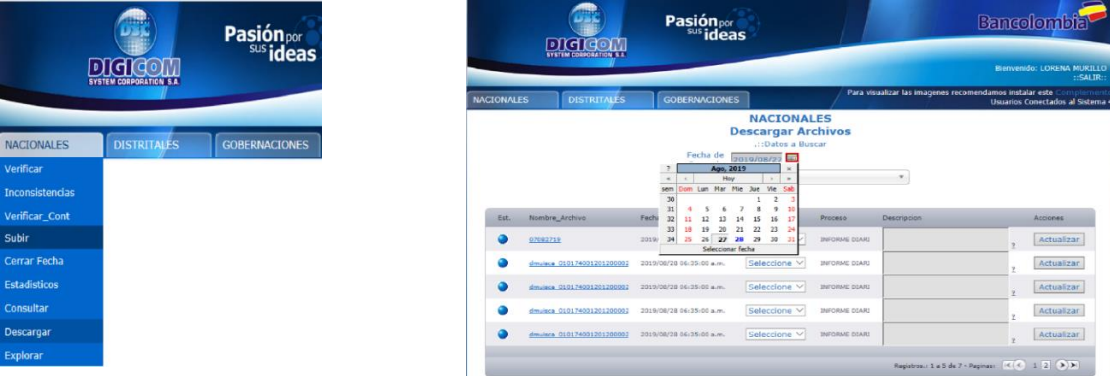 DSC
DIGICOM
SYSTEM CORPORATION S.A.
Pasión por
sus ideas
NACIONALES DISTRITALES GOBERNACIONES
Verificar
Inconsistencias
Verificar_Cont
Subir
Cerrar Fecha
Estadisticos
Consultar
Descargar
Explorar
DSC
DIGICOM
SYSTEM CORPORATION S.A.
Pasión por
sus ideas
Bancolombia
Bienvenido: LORENA MURILLO
::SALIR::
NACIONALES DISTRITALES GOBERNACIONES
Para visualizar las imagenes recomendamos instalar este Complemento
Usuarios Conectados al Sistema
NACIONALES
Descargar Archivos
.::Datos a Buscar
Fecha de 2019/08/27
? Ago, 2019 ×
« ‹ Hoy › »
sem Dom Lun Mar Mie Jue Vie Sab
30 1 2 3
31 4 5 6 7 8 9 10
32 11 12 13 14 15 16 17
33 18 19 20 21 22 23 24
34 25 26 27 28 29 30 31
Seleccionar fecha
Est. Nombre_Archivo Fecha Proceso Descripcion Acciones
07082719 2019/ INFORME DIARI ? Actualizar
2019/08/28 06:35:00 a.m. Seleccione INFORME DIARI ? Actualizar
2019/08/28 06:35:00 a.m. Seleccione INFORME DIARI ? Actualizar
2019/08/28 06:35:00 a.m. Seleccione INFORME DIARI ? Actualizar
2019/08/28 06:35:00 a.m. Seleccione INFORME DIARI ? Actualizar
Registros.: 1 a 5 de 7 - Paginas: 1 2